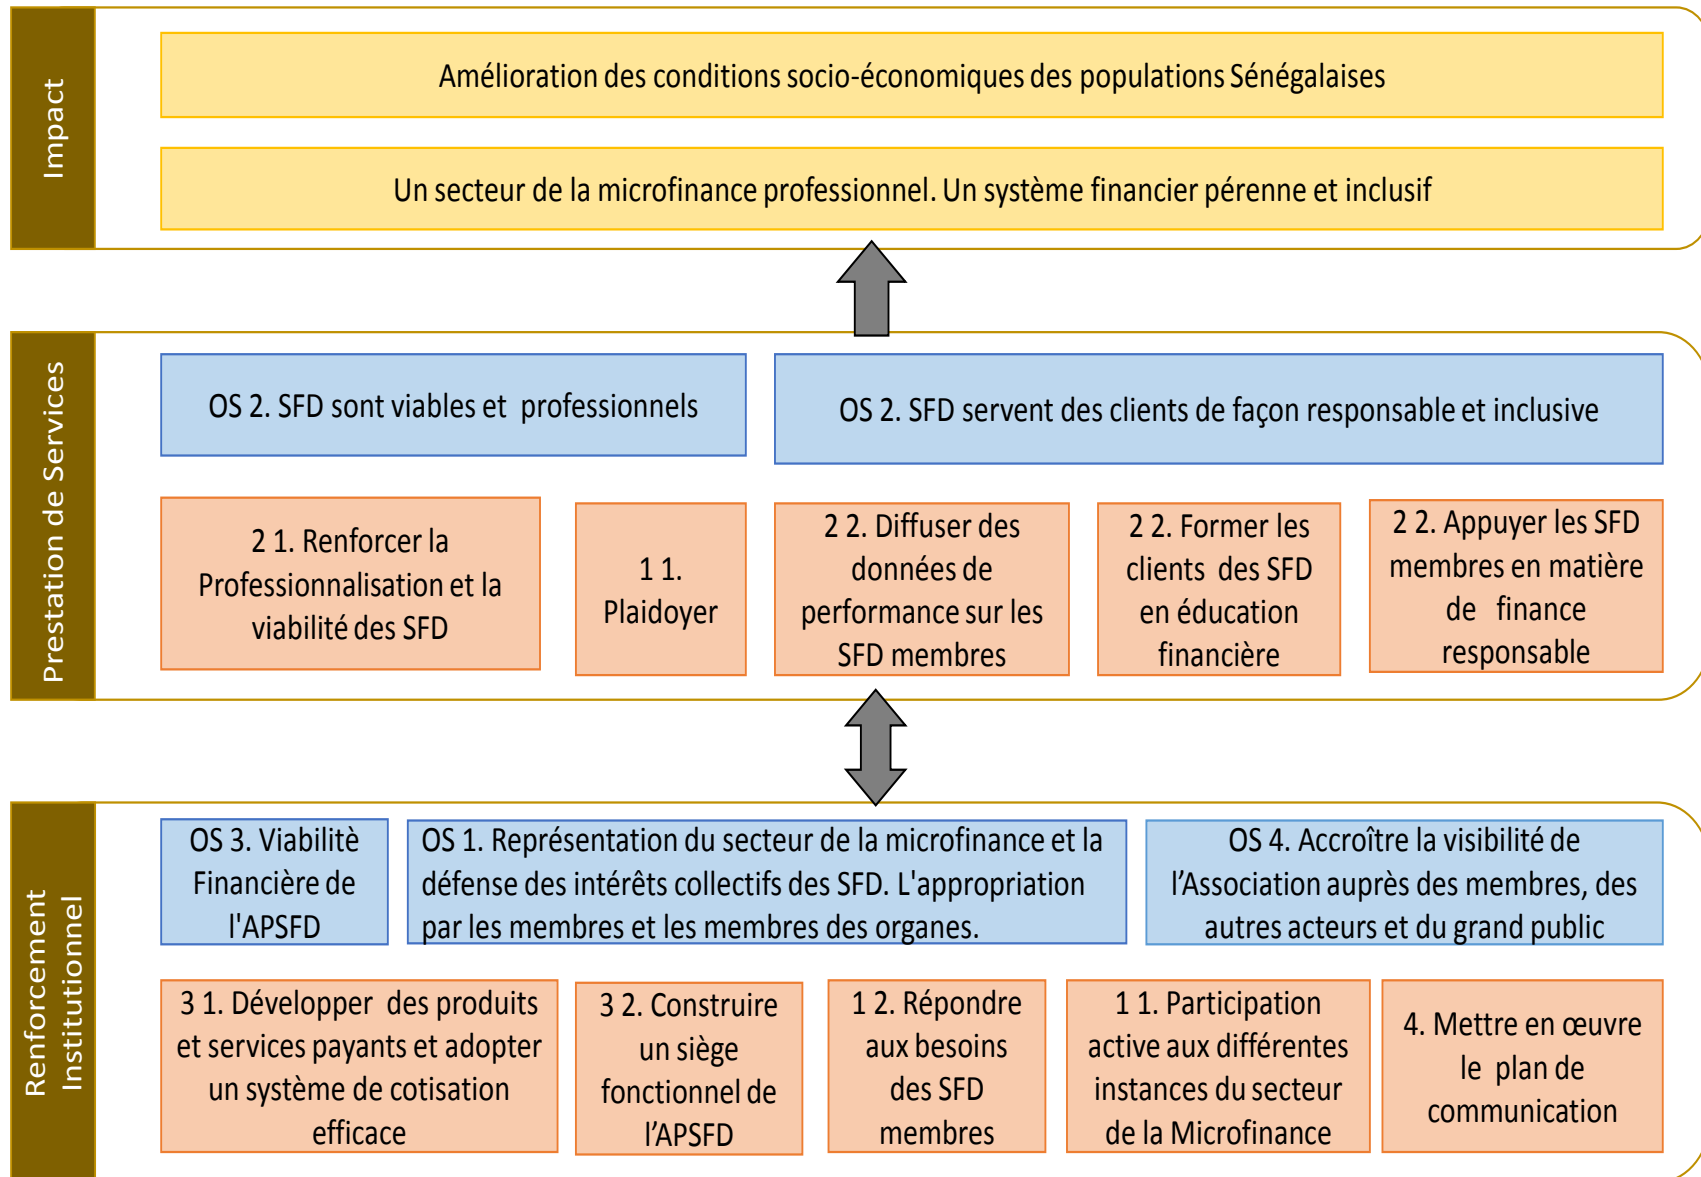 Impact
Amélioration des conditions socio-économiques des populations Sénégalaises
Un secteur de la microfinance professionnel. Un système financier pérenne et inclusif
Prestation de Services
OS 2. SFD sont viables et professionnels
OS 2. SFD servent des clients de façon responsable et inclusive
2 1. Renforcer la
Professionnalisation et la
viabilité des SFD
1 1.
Plaidoyer
2 2. Diffuser des
données de
performance sur les
SFD membres
2 2. Former les
clients des SFD
en éducation
financière
2 2. Appuyer les SFD
membres en matière
de finance
responsable
Renforcement
Institutionnel
OS 3. Viabilitè
Financière de
l'APSFD
OS 1. Représentation du secteur de la microfinance et la
défense des intérêts collectifs des SFD. L'appropriation
par les membres et les membres des organes.
OS 4. Accroître la visibilité de
l’Association auprès des membres, des
autres acteurs et du grand public
3 1. Développer des produits
et services payants et adopter
un système de cotisation
efficace
3 2. Construire
un siège
fonctionnel de
l’APSFD
1 2. Répondre
aux besoins
des SFD
membres
1 1. Participation
active aux différentes
instances du secteur
de la Microfinance
4. Mettre en œuvre
le plan de
communication